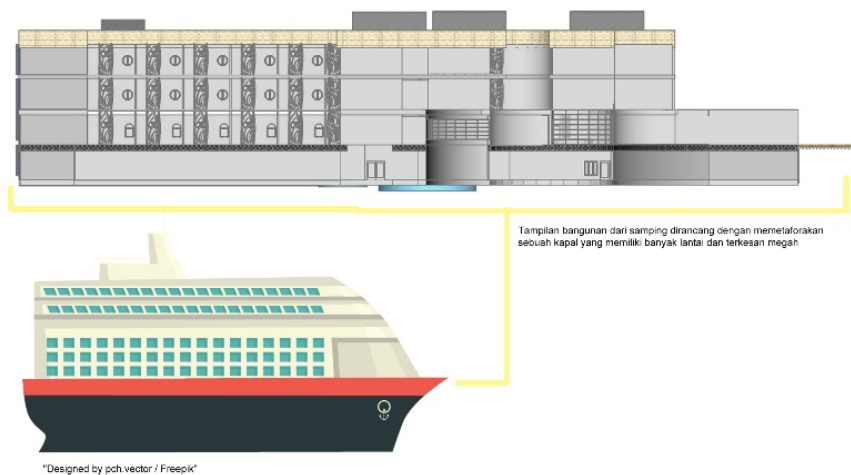 Tampilan bangunan dari samping dirancang dengan memetaforakan
sebuah kapal yang memiliki banyak lantai dan terkesan megah
"Designed by pch.vector / Freepik"